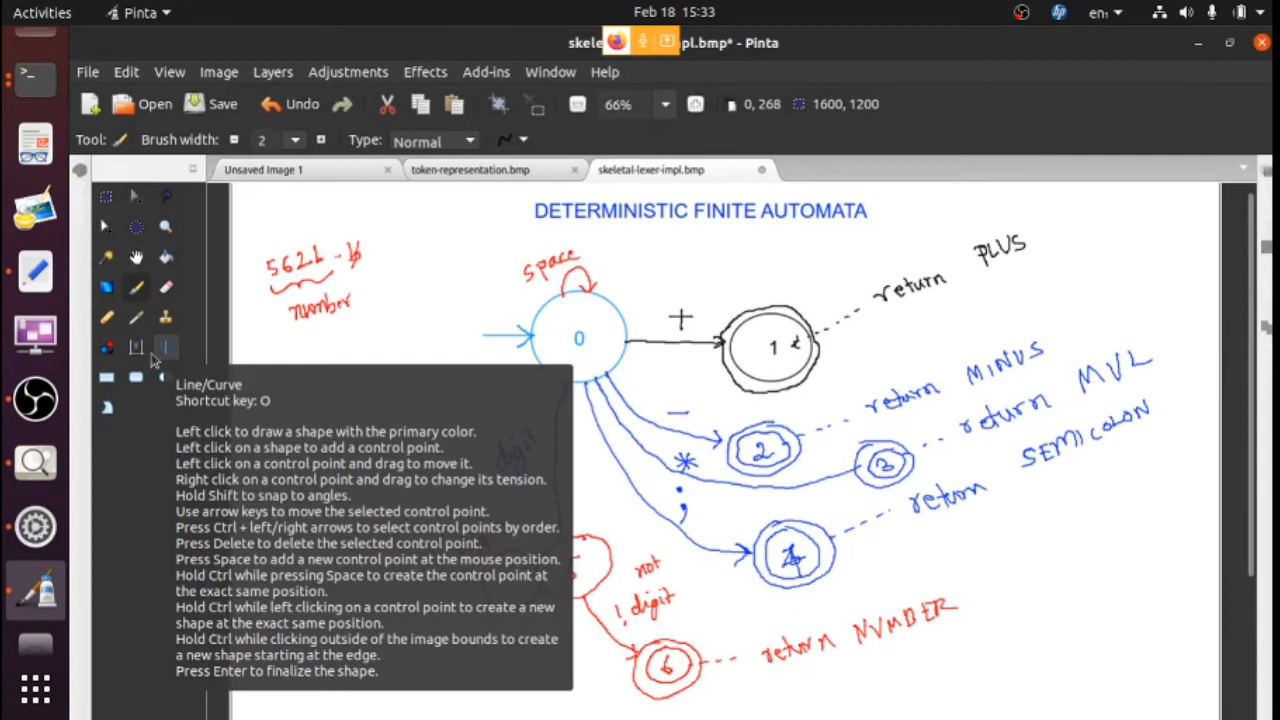 Activities
Pinta
Feb 18 15:33
en₁
skele pl.bmp* - Pinta
File Edit View Image Layers Adjustments Effects Add-ins Window Help
Open Save Undo 66% 0, 268 1600, 1200
Tool: Brush width: 2 Type: Normal
Unsaved Image 1 token-representation.bmp skeletal-lexer-impl.bmp
DETERMINISTIC FINITE AUTOMATA
number
space
0
+
1
return PLUS
-
2
return MINUS
*
3
return MUL
;
return SEMICOLON
digit
not
digit
6
return NUMBER
Line/Curve
Shortcut key: O
Left click to draw a shape with the primary color.
Left click on a shape to add a control point.
Left click on a control point and drag to move it.
Right click on a control point and drag to change its tension.
Hold Shift to snap to angles.
Use arrow keys to move the selected control point.
Press Ctrl + left/right arrows to select control points by order.
Press Delete to delete the selected control point.
Press Space to add a new control point at the mouse position.
Hold Ctrl while pressing Space to create the control point at
the exact same position.
Hold Ctrl while left clicking on a control point to create a new
shape at the exact same position.
Hold Ctrl while clicking outside of the image bounds to create
a new shape starting at the edge.
Press Enter to finalize the shape.